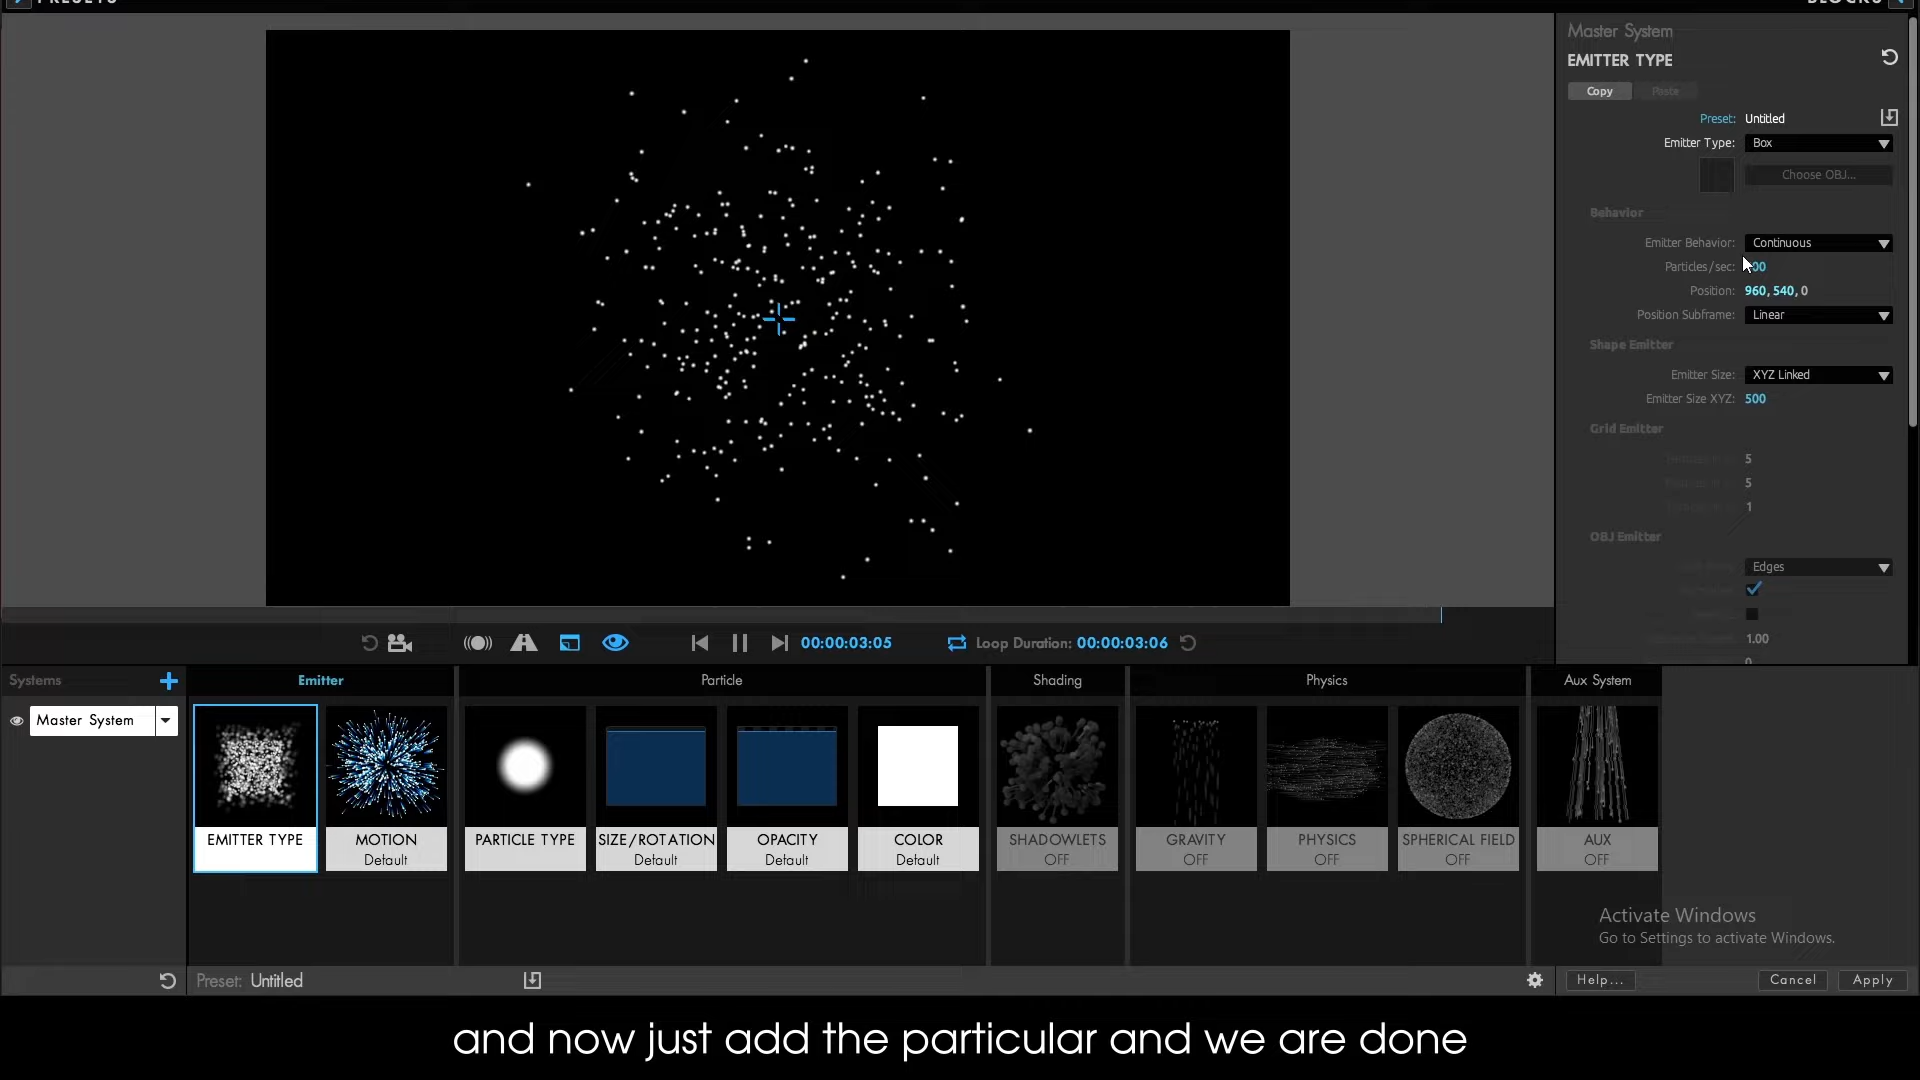 PRESETS
BLOCKS
Master System
EMITTER TYPE
Copy
Paste
Preset: Untitled
Emitter Type: Box
Choose OBJ...
Behavior
Emitter Behavior: Continuous
Particles/sec: 00
Position: 960, 540, 0
Position Subframe: Linear
Shape Emitter
Emitter Size: XYZ Linked
Emitter Size XYZ: 500
Grid Emitter
5
5
1
OBJ Emitter
Edges
1.00
0
00:00:03:05
Loop Duration: 00:00:03:06
Systems
Emitter
Particle
Shading
Physics
Aux System
Master System
EMITTER TYPE
MOTION
Default
PARTICLE TYPE
SIZE/ROTATION
Default
OPACITY
Default
COLOR
Default
SHADOWLETS
OFF
GRAVITY
OFF
PHYSICS
OFF
SPHERICAL FIELD
OFF
AUX
OFF
Activate Windows
Go to Settings to activate Windows.
Preset: Untitled
Help...
Cancel
Apply
and now just add the particular and we are done